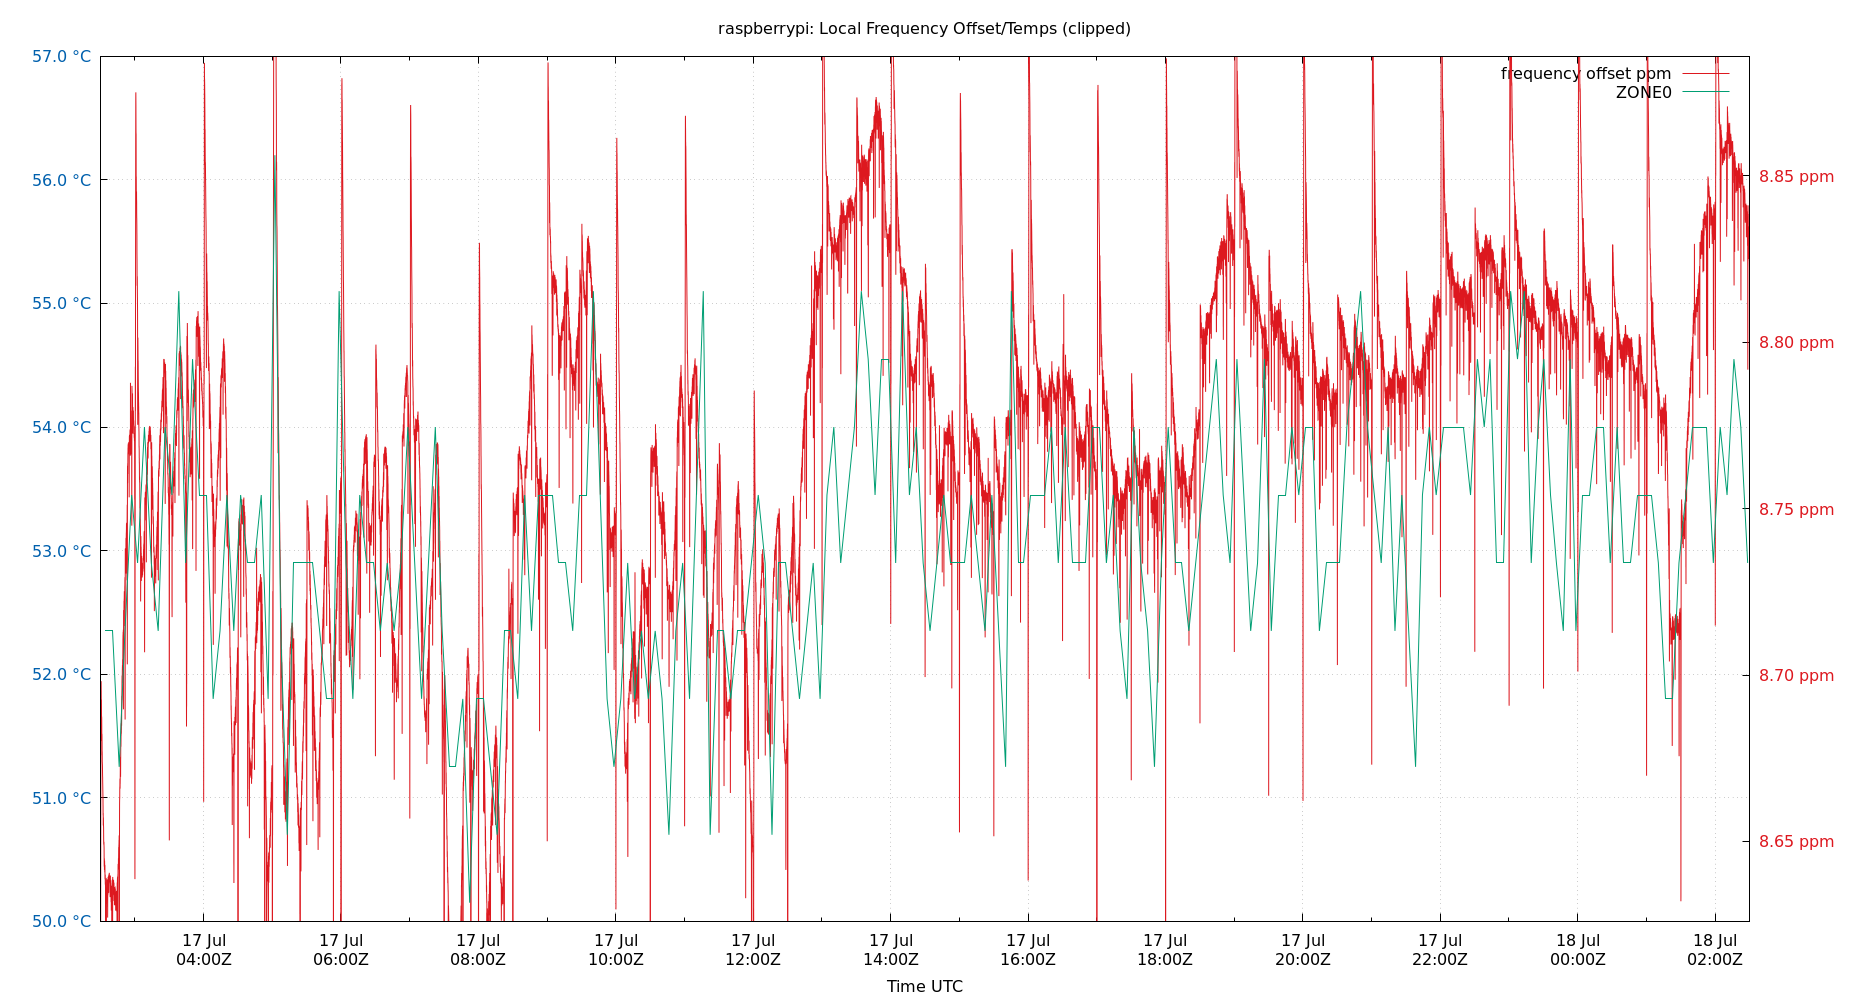 raspberrypi: Local Frequency Offset/Temps (clipped)
57.0 °C
56.0 °C
55.0 °C
54.0 °C
53.0 °C
52.0 °C
51.0 °C
50.0 °C
frequency offset ppm
ZONE0
8.85 ppm
8.80 ppm
8.75 ppm
8.70 ppm
8.65 ppm
17 Jul 17 Jul 17 Jul 17 Jul 17 Jul 17 Jul 17 Jul 17 Jul 17 Jul 17 Jul 18 Jul 18 Jul
04:00Z 06:00Z 08:00Z 10:00Z 12:00Z 14:00Z 16:00Z 18:00Z 20:00Z 22:00Z 00:00Z 02:00Z
Time UTC